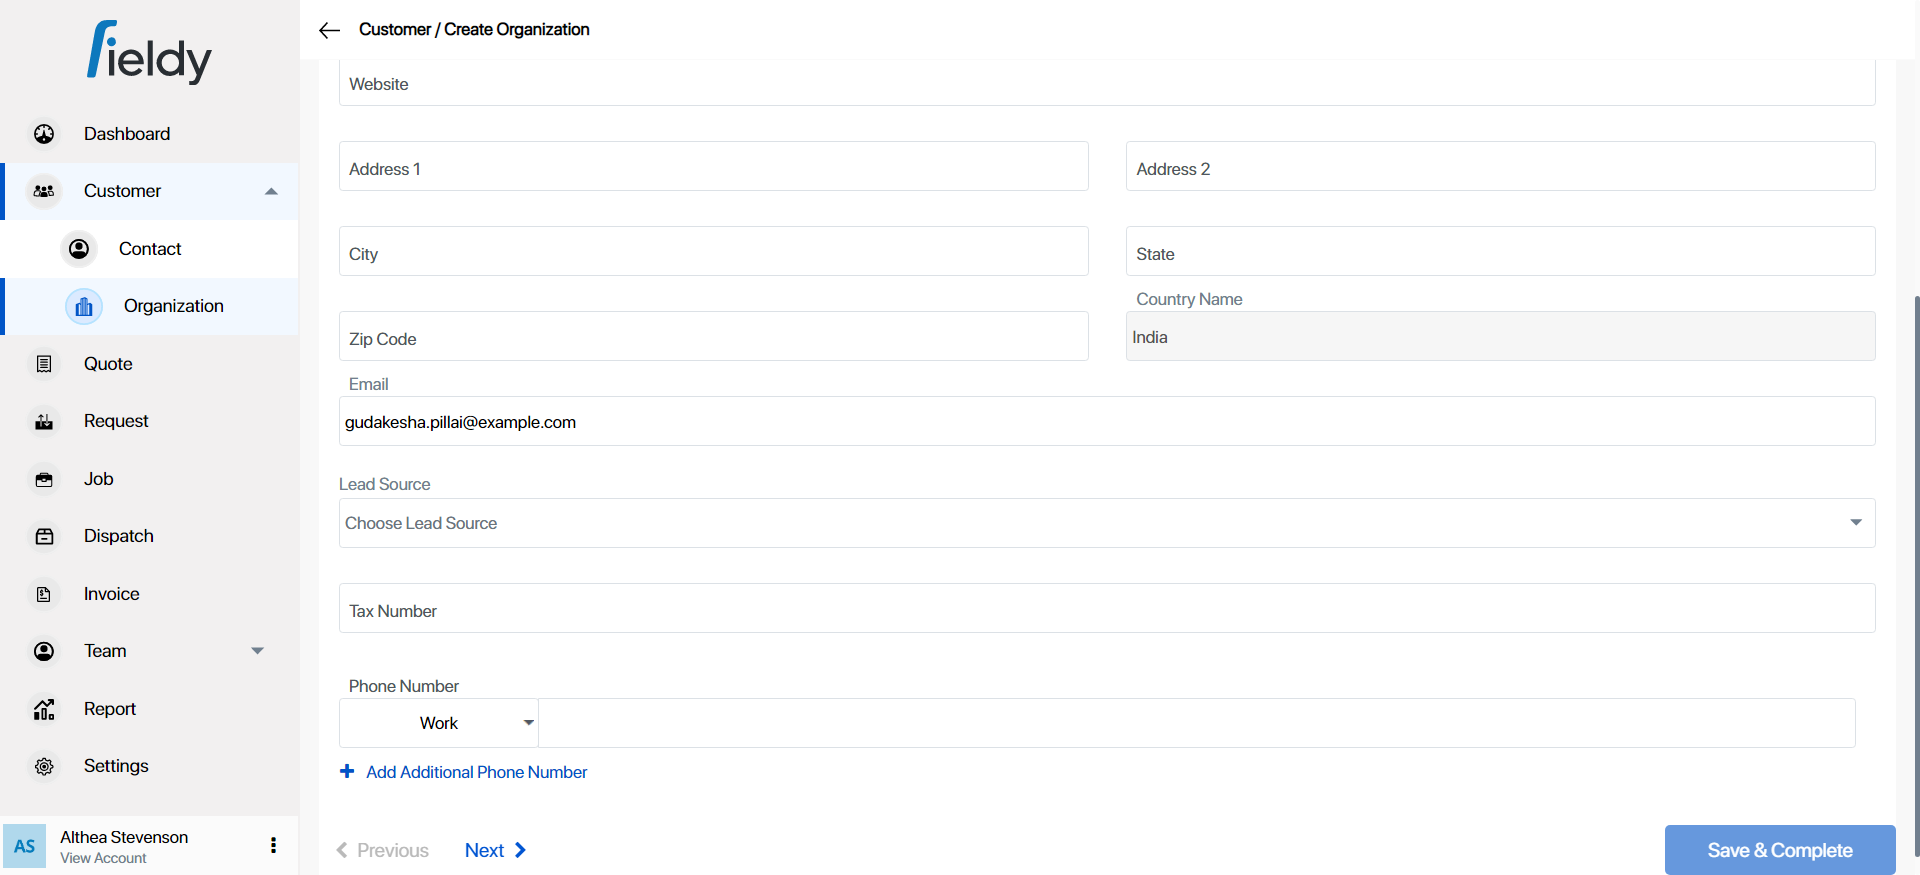 fieldy
Customer / Create Organization
Dashboard
Customer
Contact
Organization
Quote
Request
Job
Dispatch
Invoice
Team
Report
Settings
AS
Althea Stevenson
View Account
Website
Address 1
Address 2
City
State
Zip Code
Country Name
India
Email
gudakesha.pillai@example.com
Lead Source
Choose Lead Source
Tax Number
Phone Number
Work
Add Additional Phone Number
Previous
Next
Save & Complete